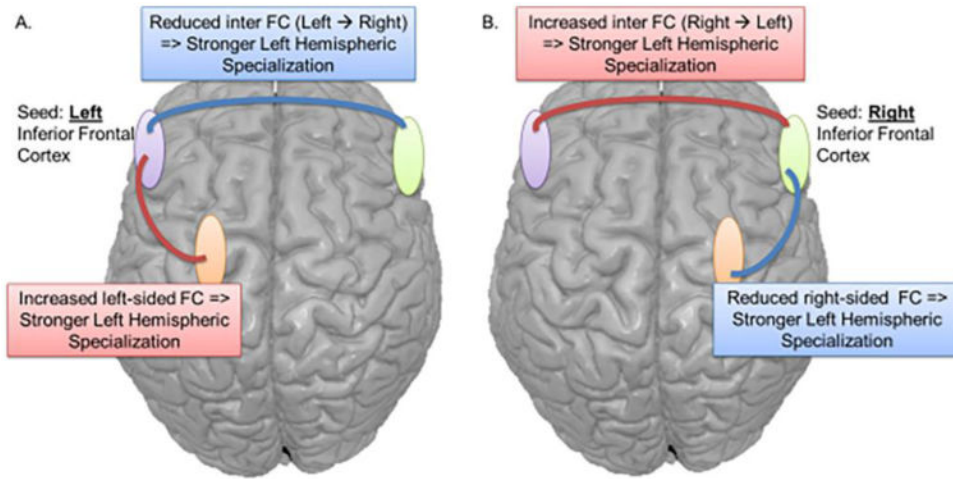 A.
Reduced inter FC (Left → Right)
=> Stronger Left Hemispheric
Specialization
Seed: Left
Inferior Frontal
Cortex
Increased left-sided FC =>
Stronger Left Hemispheric
Specialization
B.
Increased inter FC (Right → Left)
=> Stronger Left Hemispheric
Specialization
Seed: Right
Inferior Frontal
Cortex
Reduced right-sided FC =>
Stronger Left Hemispheric
Specialization